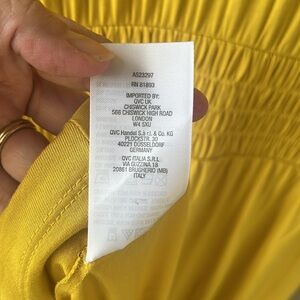 AS23297
RN 81803
IMPORTED BY:
QVC UK
CHISWICK PARK
566 CHISWICK HIGH ROAD
LONDON
W4 5XU
QVC Handel S.à r.l. & Co. KG
PLOCKSTR. 30
40221 DÜSSELDORF
GERMANY
QVC ITALIA S.R.L.
VIA GUZZINA 18
20861 BRUGHERIO (MB)
ITALY